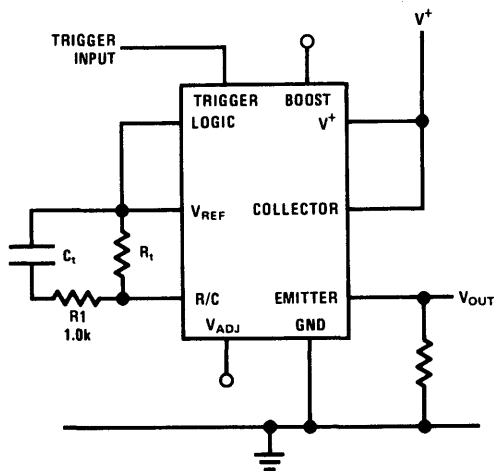 V+
TRIGGER
INPUT
TRIGGER
BOOST
LOGIC
V+
VREF
COLLECTOR
Ct
Rt
R1
1.0k
R/C
EMITTER
VOUT
VADJ
GND